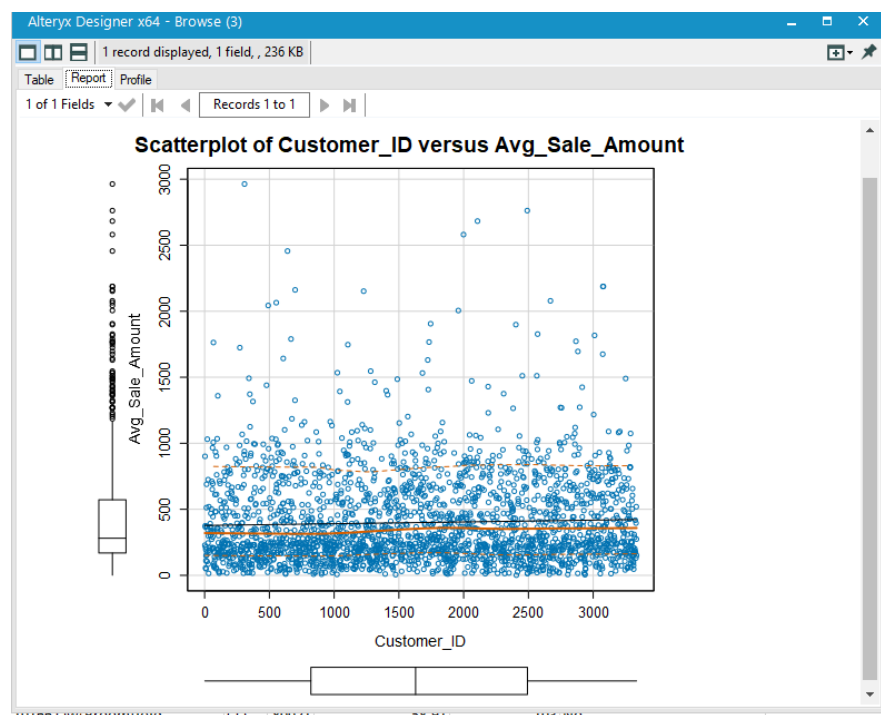 Alteryx Designer x64 - Browse (3)
1 record displayed, 1 field, , 236 KB
Table Report Profile
1 of 1 Fields Records 1 to 1
Scatterplot of Customer_ID versus Avg_Sale_Amount
3000
2500
2000
1500
1000
500
0
Avg_Sale_Amount
0 500 1000 1500 2000 2500 3000
Customer_ID